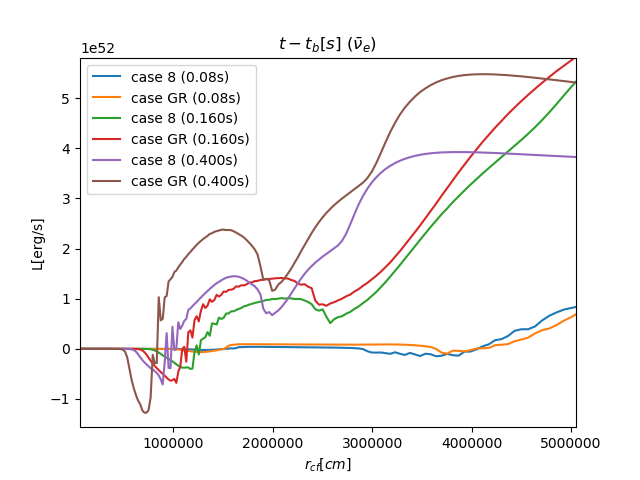 t − t_b[s] (ν̄_e)
1e52
case 8 (0.08s)
case GR (0.08s)
case 8 (0.160s)
case GR (0.160s)
case 8 (0.400s)
case GR (0.400s)
5
4
3
2
1
0
−1
L[erg/s]
1000000 2000000 3000000 4000000 5000000
r_cf[cm]